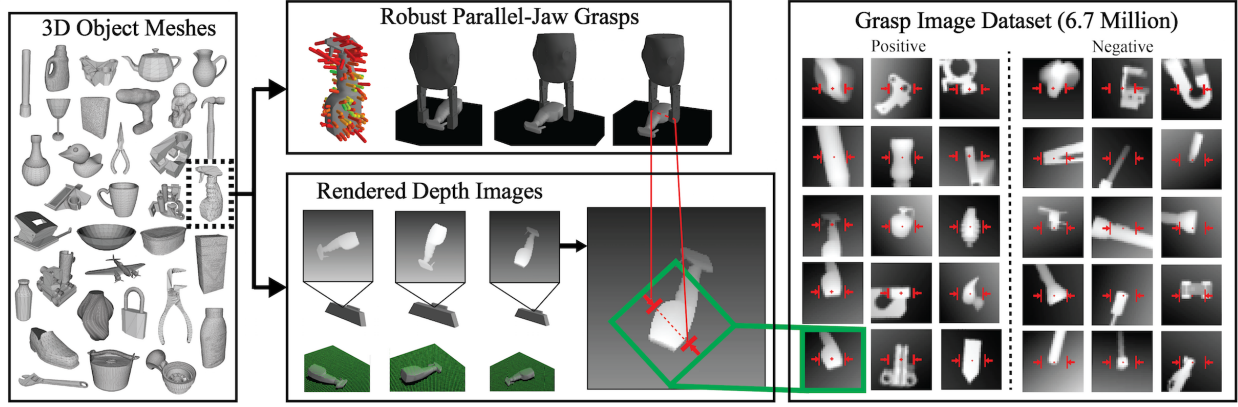 3D Object Meshes
Robust Parallel-Jaw Grasps
Rendered Depth Images
Grasp Image Dataset (6.7 Million)
Positive
Negative